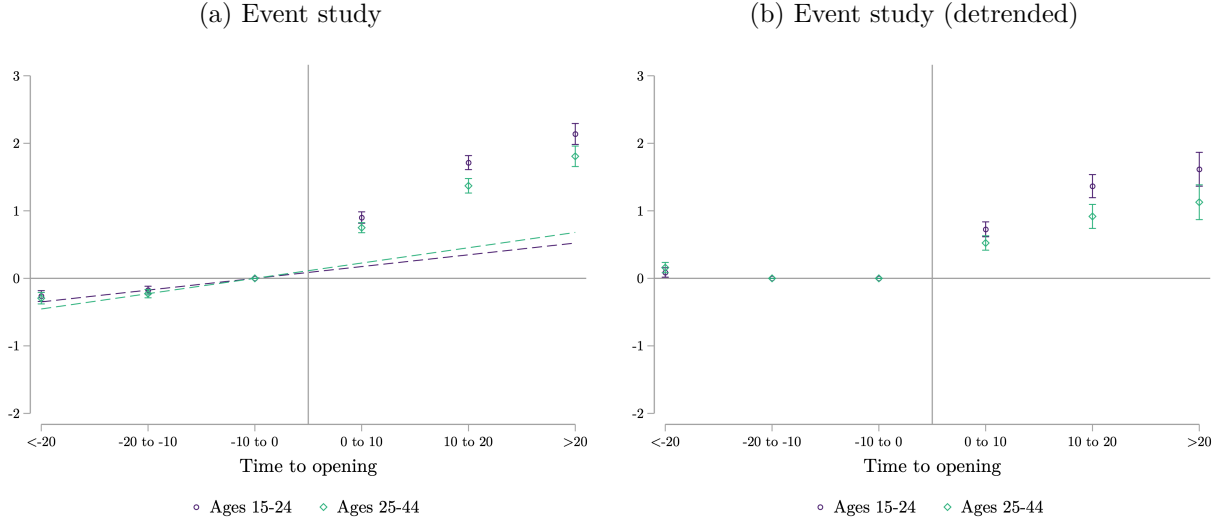 (a) Event study
3
2
1
0
-1
-2
<-20
-20 to -10
-10 to 0
0 to 10
10 to 20
>20
Time to opening
Ages 15-24
Ages 25-44
(b) Event study (detrended)
3
2
1
0
-1
-2
<-20
-20 to -10
-10 to 0
0 to 10
10 to 20
>20
Time to opening
Ages 15-24
Ages 25-44